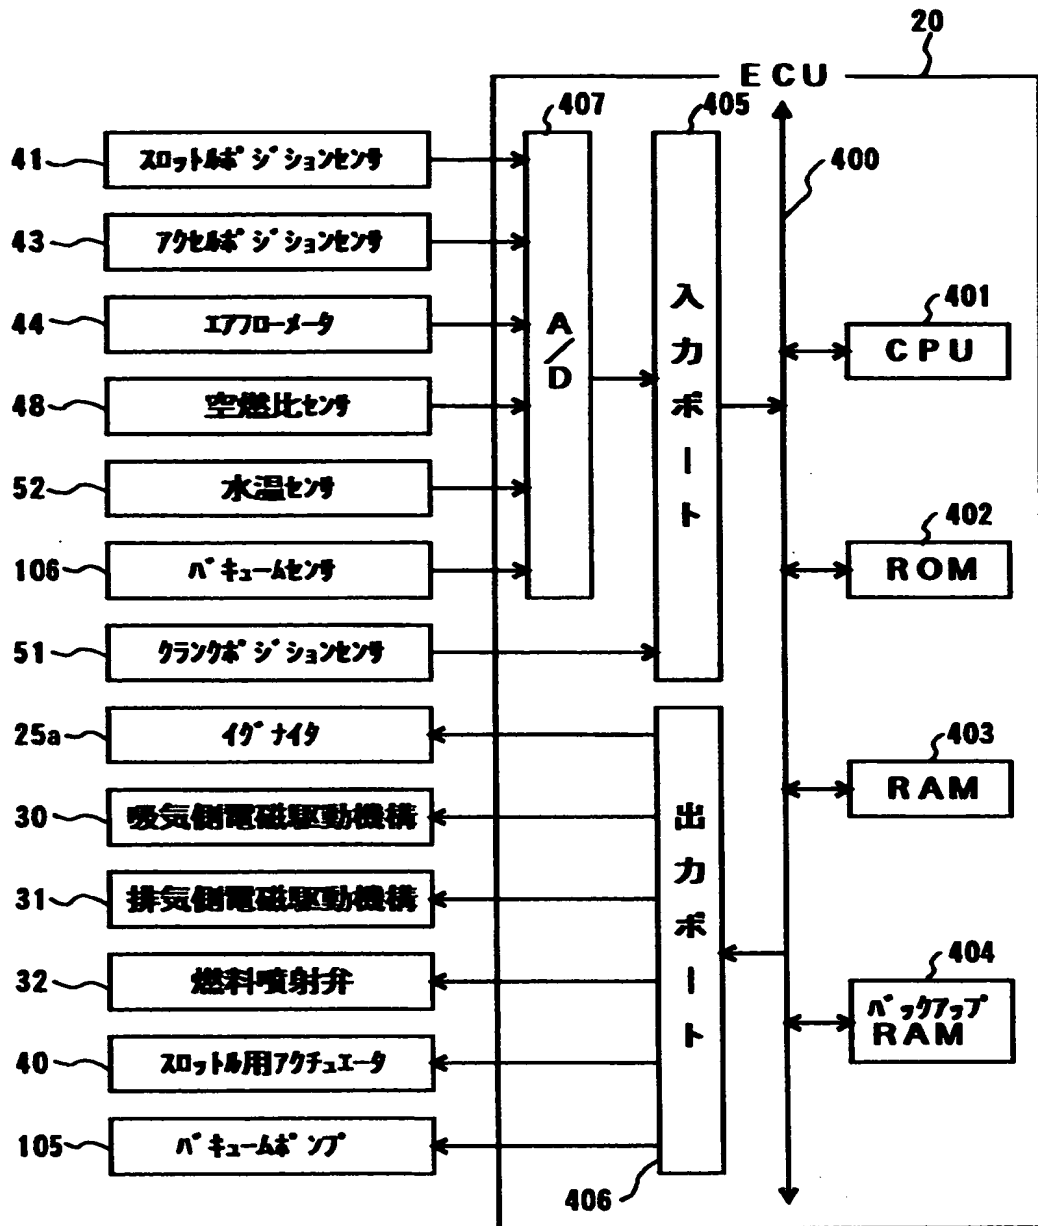 20
ECU
407
405
400
41
スロットルポジションセンサ
43
アクセルポジションセンサ
44
エアフローメータ
48
空燃比センサ
52
水温センサ
106
バキュームセンサ
51
クランクポジションセンサ
A/D
入力ポート
401
CPU
402
ROM
403
RAM
404
バックアップ
RAM
25a
イグナイタ
30
吸気側電磁駆動機構
31
排気側電磁駆動機構
32
燃料噴射弁
40
スロットル用アクチュエータ
105
バキュームポンプ
出力ポート
406